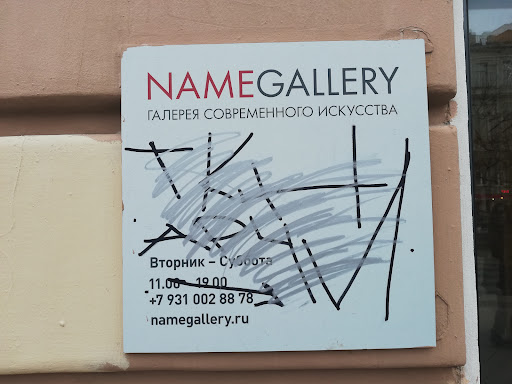 NAMEGALLERY
ГАЛЕРЕЯ СОВРЕМЕННОГО ИСКУССТВА
Вторник – Суббота
11.00 – 19.00
+7 931 002 88 78
namegallery.ru